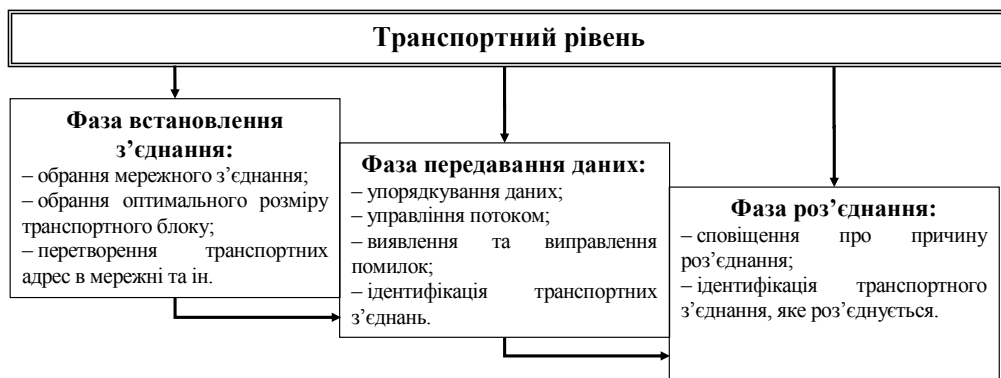 Транспортний рівень
Фаза встановлення
з’єднання:
– обрання мережного з’єднання;
– обрання оптимального розміру
транспортного блоку;
– перетворення транспортних
адрес в мережні та ін.
Фаза передавання даних:
– упорядкування даних;
– управління потоком;
– виявлення та виправлення
помилок;
– ідентифікація транспортних
з’єднань.
Фаза роз’єднання:
– сповіщення про причину
роз’єднання;
– ідентифікація транспортного
з’єднання, яке роз’єднується.